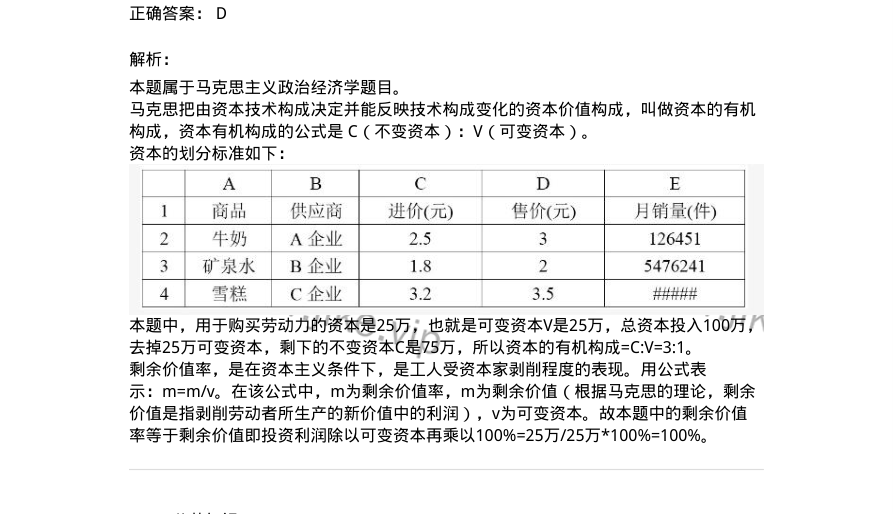 正确答案： D
解析：
本题属于马克思主义政治经济学题目。
马克思把由资本技术构成决定并能反映技术构成变化的资本价值构成，叫做资本的有机
构成，资本有机构成的公式是 C（不变资本）：V（可变资本）。
资本的划分标准如下：
A B C D E
1 商品 供应商 进价(元) 售价(元) 月销量(件)
2 牛奶 A 企业 2.5 3 126451
3 矿泉水 B 企业 1.8 2 5476241
4 雪糕 C 企业 3.2 3.5 #####
本题中，用于购买劳动力的资本是25万，也就是可变资本V是25万，总资本投入100万，
去掉25万可变资本，剩下的不变资本C是75万，所以资本的有机构成=C:V=3:1。
剩余价值率，是在资本主义条件下，是工人受资本家剥削程度的表现。用公式表
示：m=m/v。在该公式中，m为剩余价值率，m为剩余价值（根据马克思的理论，剩余
价值是指剥削劳动者所生产的新价值中的利润），v为可变资本。故本题中的剩余价值
率等于剩余价值即投资利润除以可变资本再乘以100%=25万/25万*100%=100%。